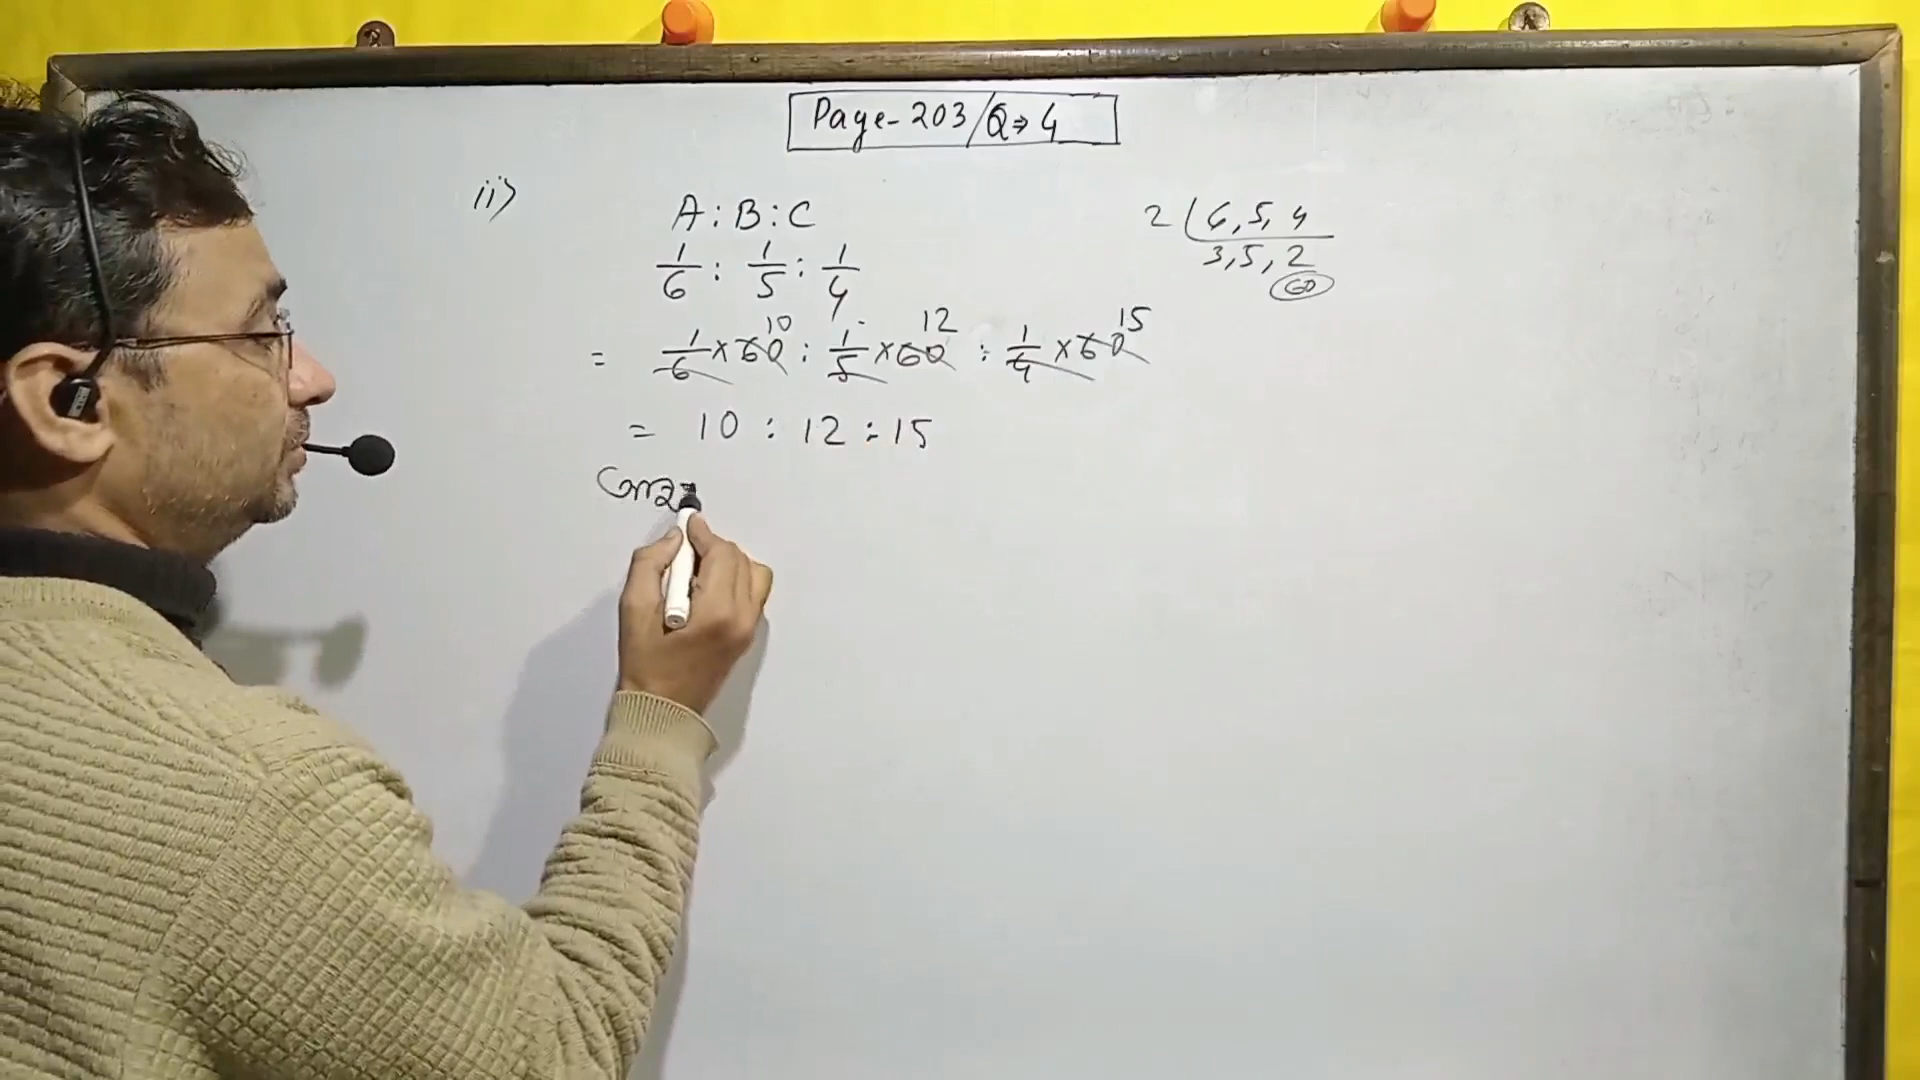 Page-203/Q⇒4
ii)
A:B:C
2 ( 6, 5, 4
3, 5, 2
60
1/6 : 1/5 : 1/4
= 1/6 × 60 10 : 1/5 × 60 12 : 1/4 × 60 15
= 10 : 12 : 15